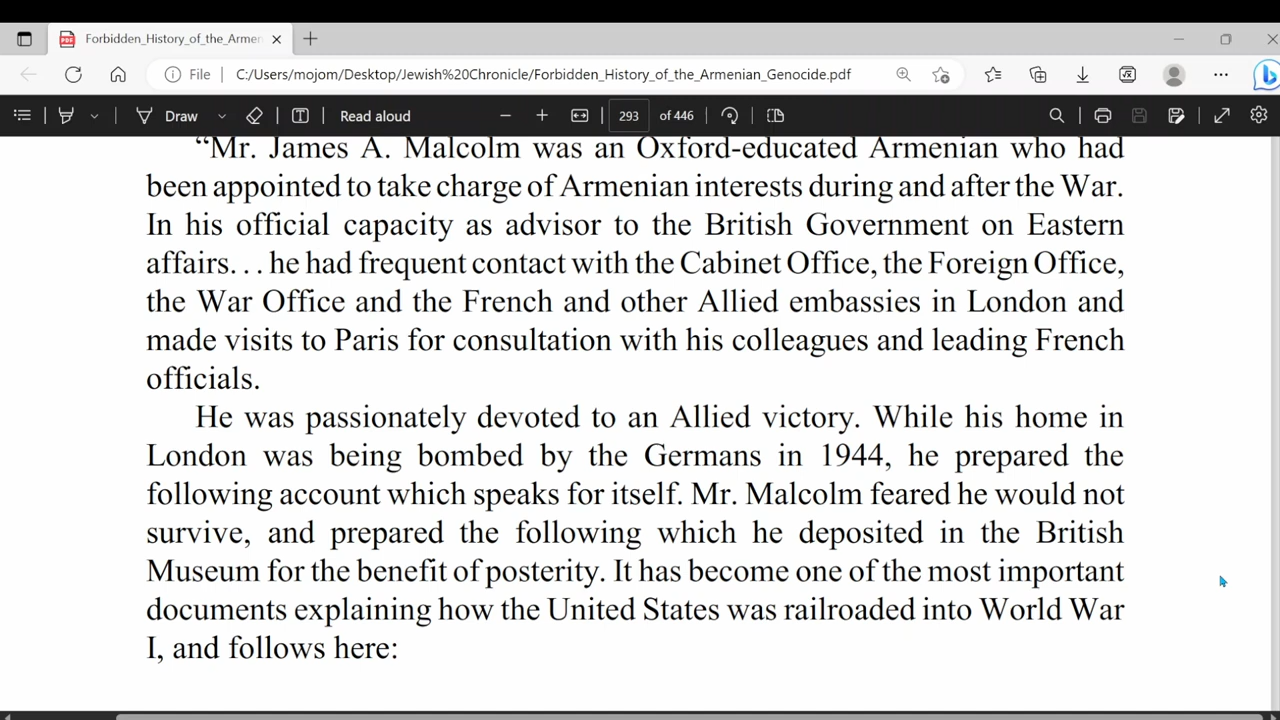 Forbidden_History_of_the_Armen
File
C:/Users/mojom/Desktop/Jewish%20Chronicle/Forbidden_History_of_the_Armenian_Genocide.pdf
Draw
Read aloud
293 of 446
“Mr. James A. Malcolm was an Oxford-educated Armenian who had
been appointed to take charge of Armenian interests during and after the War.
In his official capacity as advisor to the British Government on Eastern
affairs. . . he had frequent contact with the Cabinet Office, the Foreign Office,
the War Office and the French and other Allied embassies in London and
made visits to Paris for consultation with his colleagues and leading French
officials.
He was passionately devoted to an Allied victory. While his home in
London was being bombed by the Germans in 1944, he prepared the
following account which speaks for itself. Mr. Malcolm feared he would not
survive, and prepared the following which he deposited in the British
Museum for the benefit of posterity. It has become one of the most important
documents explaining how the United States was railroaded into World War
I, and follows here: